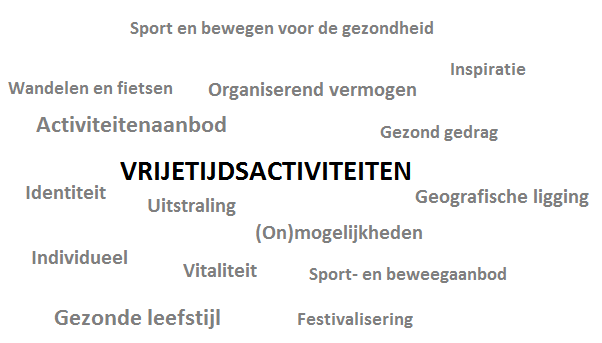 Sport en bewegen voor de gezondheid
Inspiratie
Wandelen en fietsen
Organiserend vermogen
Activiteitenaanbod
Gezond gedrag
VRIJETIJDSACTIVITEITEN
Identiteit
Geografische ligging
Uitstraling
(On)mogelijkheden
Individueel
Vitaliteit
Sport- en beweegaanbod
Gezonde leefstijl
Festivalisering